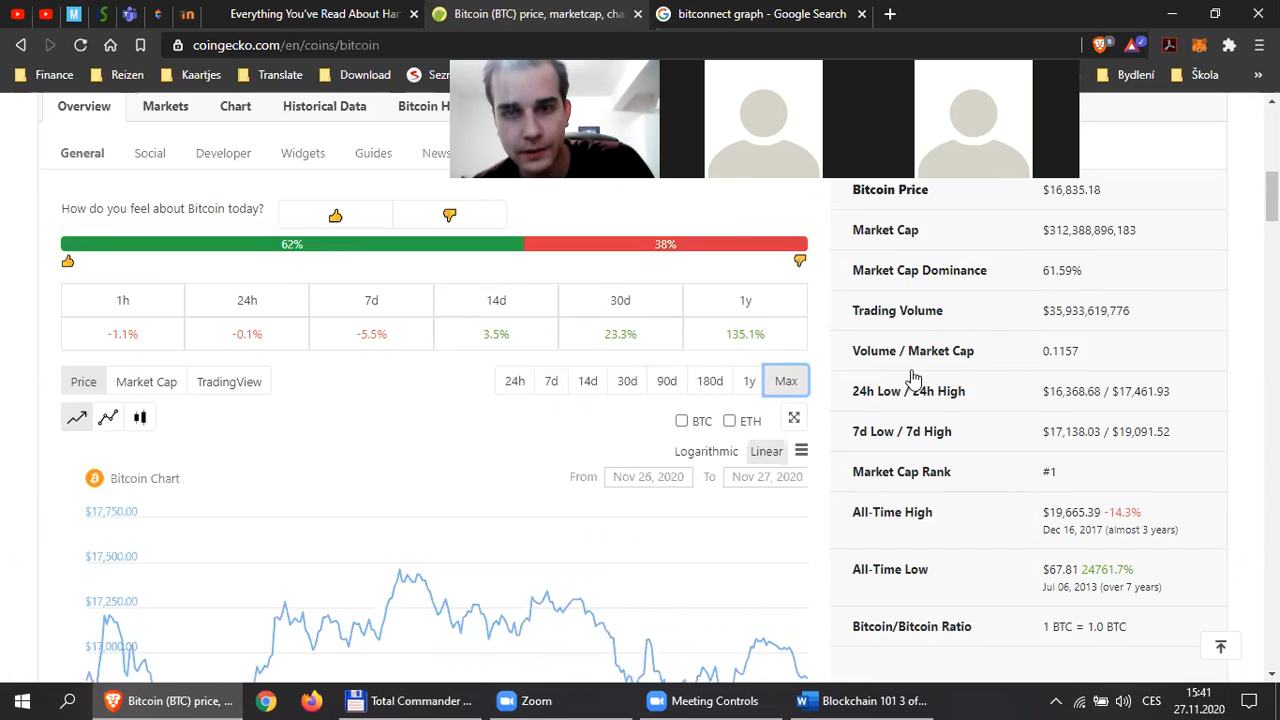 Everything You've Read About Har
Bitcoin (BTC) price, marketcap, cha
bitconnect graph - Google Search
coingecko.com/en/coins/bitcoin
Finance
Reizen
Kaartjes
Translate
Download
Sezn
Bydlení
Škola
Overview
Markets
Chart
Historical Data
Bitcoin H
General
Social
Developer
Widgets
Guides
News
How do you feel about Bitcoin today?
62%
38%
1h 24h 7d 14d 30d 1y
-1.1% -0.1% -5.5% 3.5% 23.3% 135.1%
Price Market Cap TradingView
24h 7d 14d 30d 90d 180d 1y Max
BTC ETH
Logarithmic Linear
Bitcoin Chart
From Nov 26, 2020 To Nov 27, 2020
$17,750.00
$17,500.00
$17,250.00
$17,000.00
Bitcoin Price $16,835.18
Market Cap $312,388,896,183
Market Cap Dominance 61.59%
Trading Volume $35,933,619,776
Volume / Market Cap 0.1157
24h Low / 24h High $16,368.68 / $17,461.93
7d Low / 7d High $17,138.03 / $19,091.52
Market Cap Rank #1
All-Time High $19,665.39 -14.3%
Dec 16, 2017 (almost 3 years)
All-Time Low $67.81 24761.7%
Jul 06, 2013 (over 7 years)
Bitcoin/Bitcoin Ratio 1 BTC = 1.0 BTC
Bitcoin (BTC) price, ...
Total Commander ...
Zoom
Meeting Controls
Blockchain 101 3 of...
CES
15:41
27.11.2020